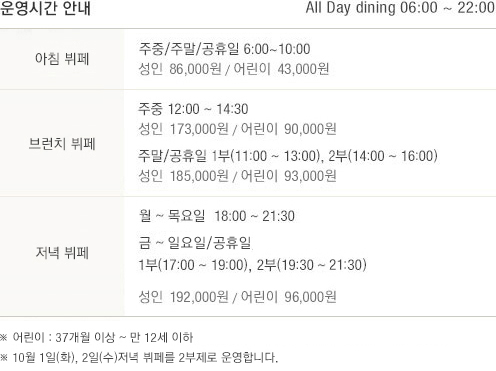 운영시간 안내
All Day dining 06:00 ~ 22:00
아침 뷔페
주중/주말/공휴일 6:00~10:00
성인 86,000원 / 어린이 43,000원
브런치 뷔페
주중 12:00 ~ 14:30
성인 173,000원 / 어린이 90,000원
주말/공휴일 1부(11:00 ~ 13:00), 2부(14:00 ~ 16:00)
성인 185,000원 / 어린이 93,000원
저녁 뷔페
월 ~ 목요일 18:00 ~ 21:30
금 ~ 일요일/공휴일
1부(17:00 ~ 19:00), 2부(19:30 ~ 21:30)
성인 192,000원 / 어린이 96,000원
※ 어린이 : 37개월 이상 ~ 만 12세 이하
※ 10월 1일(화), 2일(수)저녁 뷔페를 2부제로 운영합니다.